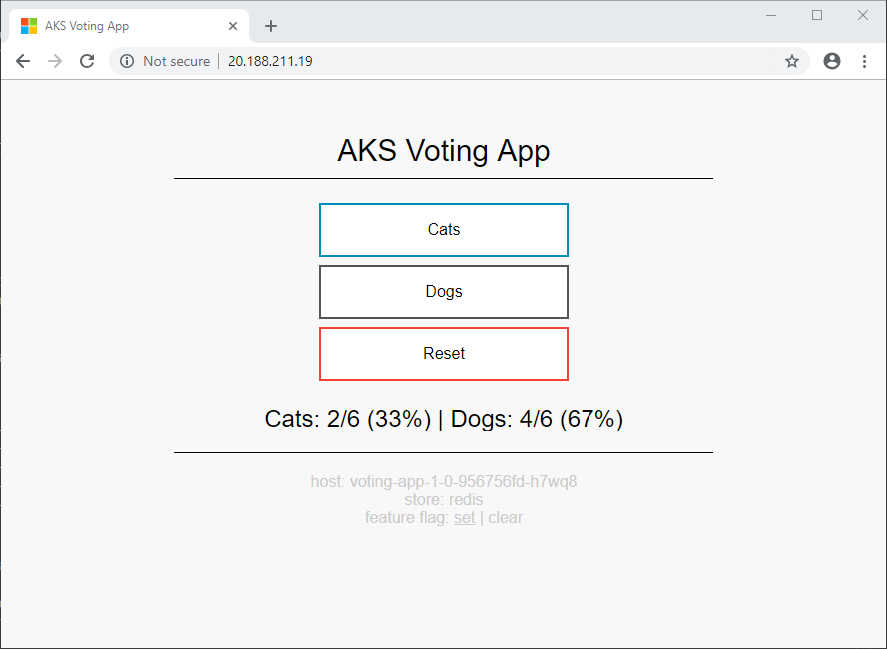 AKS Voting App
Not secure 20.188.211.19
AKS Voting App
Cats
Dogs
Reset
Cats: 2/6 (33%) | Dogs: 4/6 (67%)
host: voting-app-1-0-956756fd-h7wq8
store: redis
feature flag: set | clear